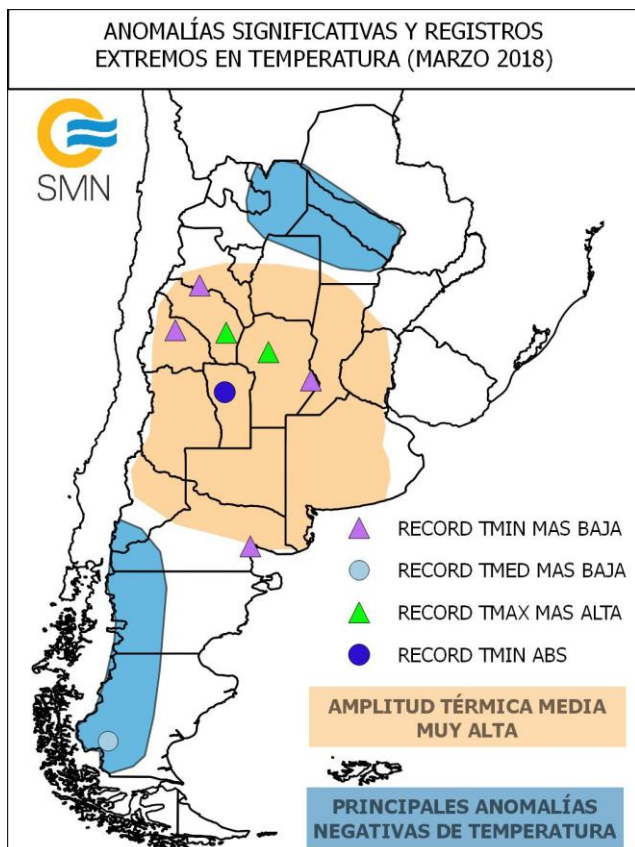 ANOMALÍAS SIGNIFICATIVAS Y REGISTROS
EXTREMOS EN TEMPERATURA (MARZO 2018)
SMN
RECORD TMIN MAS BAJA
RECORD TMED MAS BAJA
RECORD TMAX MAS ALTA
RECORD TMIN ABS
AMPLITUD TÉRMICA MEDIA
MUY ALTA
PRINCIPALES ANOMALÍAS
NEGATIVAS DE TEMPERATURA